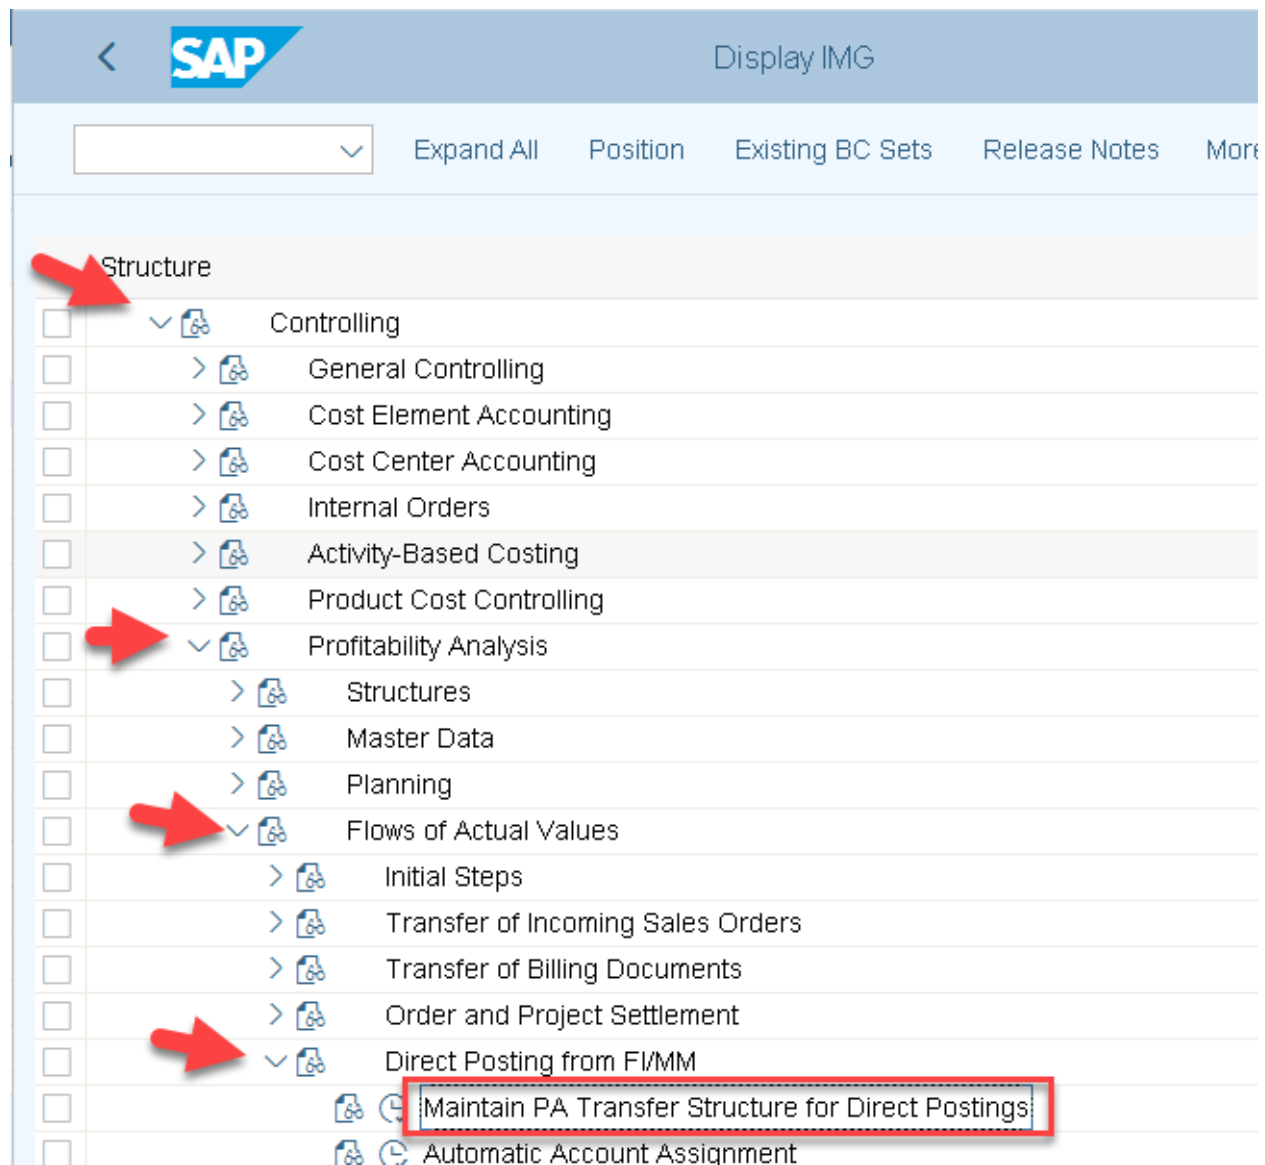 SAP
Display IMG
Expand All Position Existing BC Sets Release Notes More
Structure
Controlling
General Controlling
Cost Element Accounting
Cost Center Accounting
Internal Orders
Activity-Based Costing
Product Cost Controlling
Profitability Analysis
Structures
Master Data
Planning
Flows of Actual Values
Initial Steps
Transfer of Incoming Sales Orders
Transfer of Billing Documents
Order and Project Settlement
Direct Posting from FI/MM
Maintain PA Transfer Structure for Direct Postings
Automatic Account Assignment